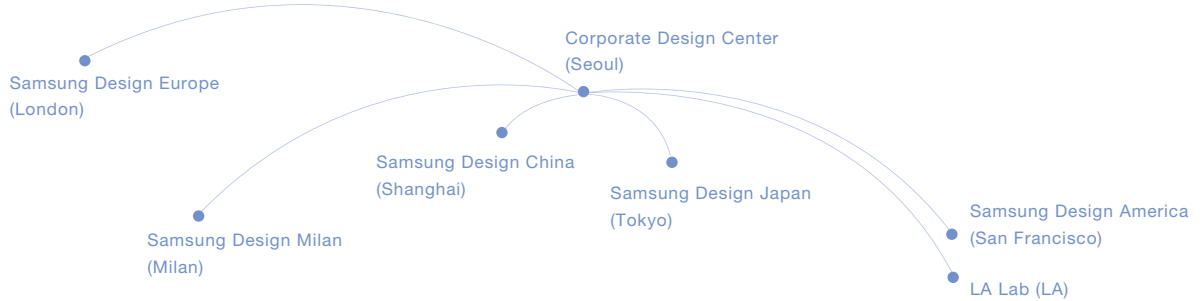 Corporate Design Center
(Seoul)
Samsung Design Europe
(London)
Samsung Design China
(Shanghai)
Samsung Design Japan
(Tokyo)
Samsung Design America
(San Francisco)
Samsung Design Milan
(Milan)
LA Lab (LA)